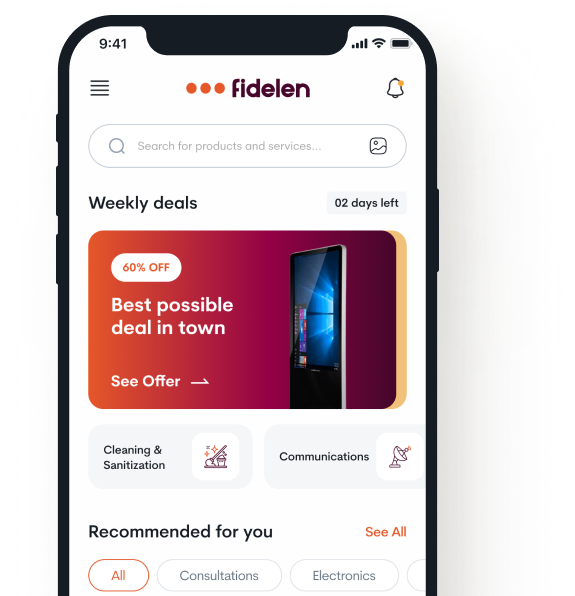 9:41
fidelen
Search for products and services...
Weekly deals
02 days left
60% OFF
Best possible
deal in town
See Offer
Cleaning &
Sanitization
Communications
Recommended for you
See All
All
Consultations
Electronics